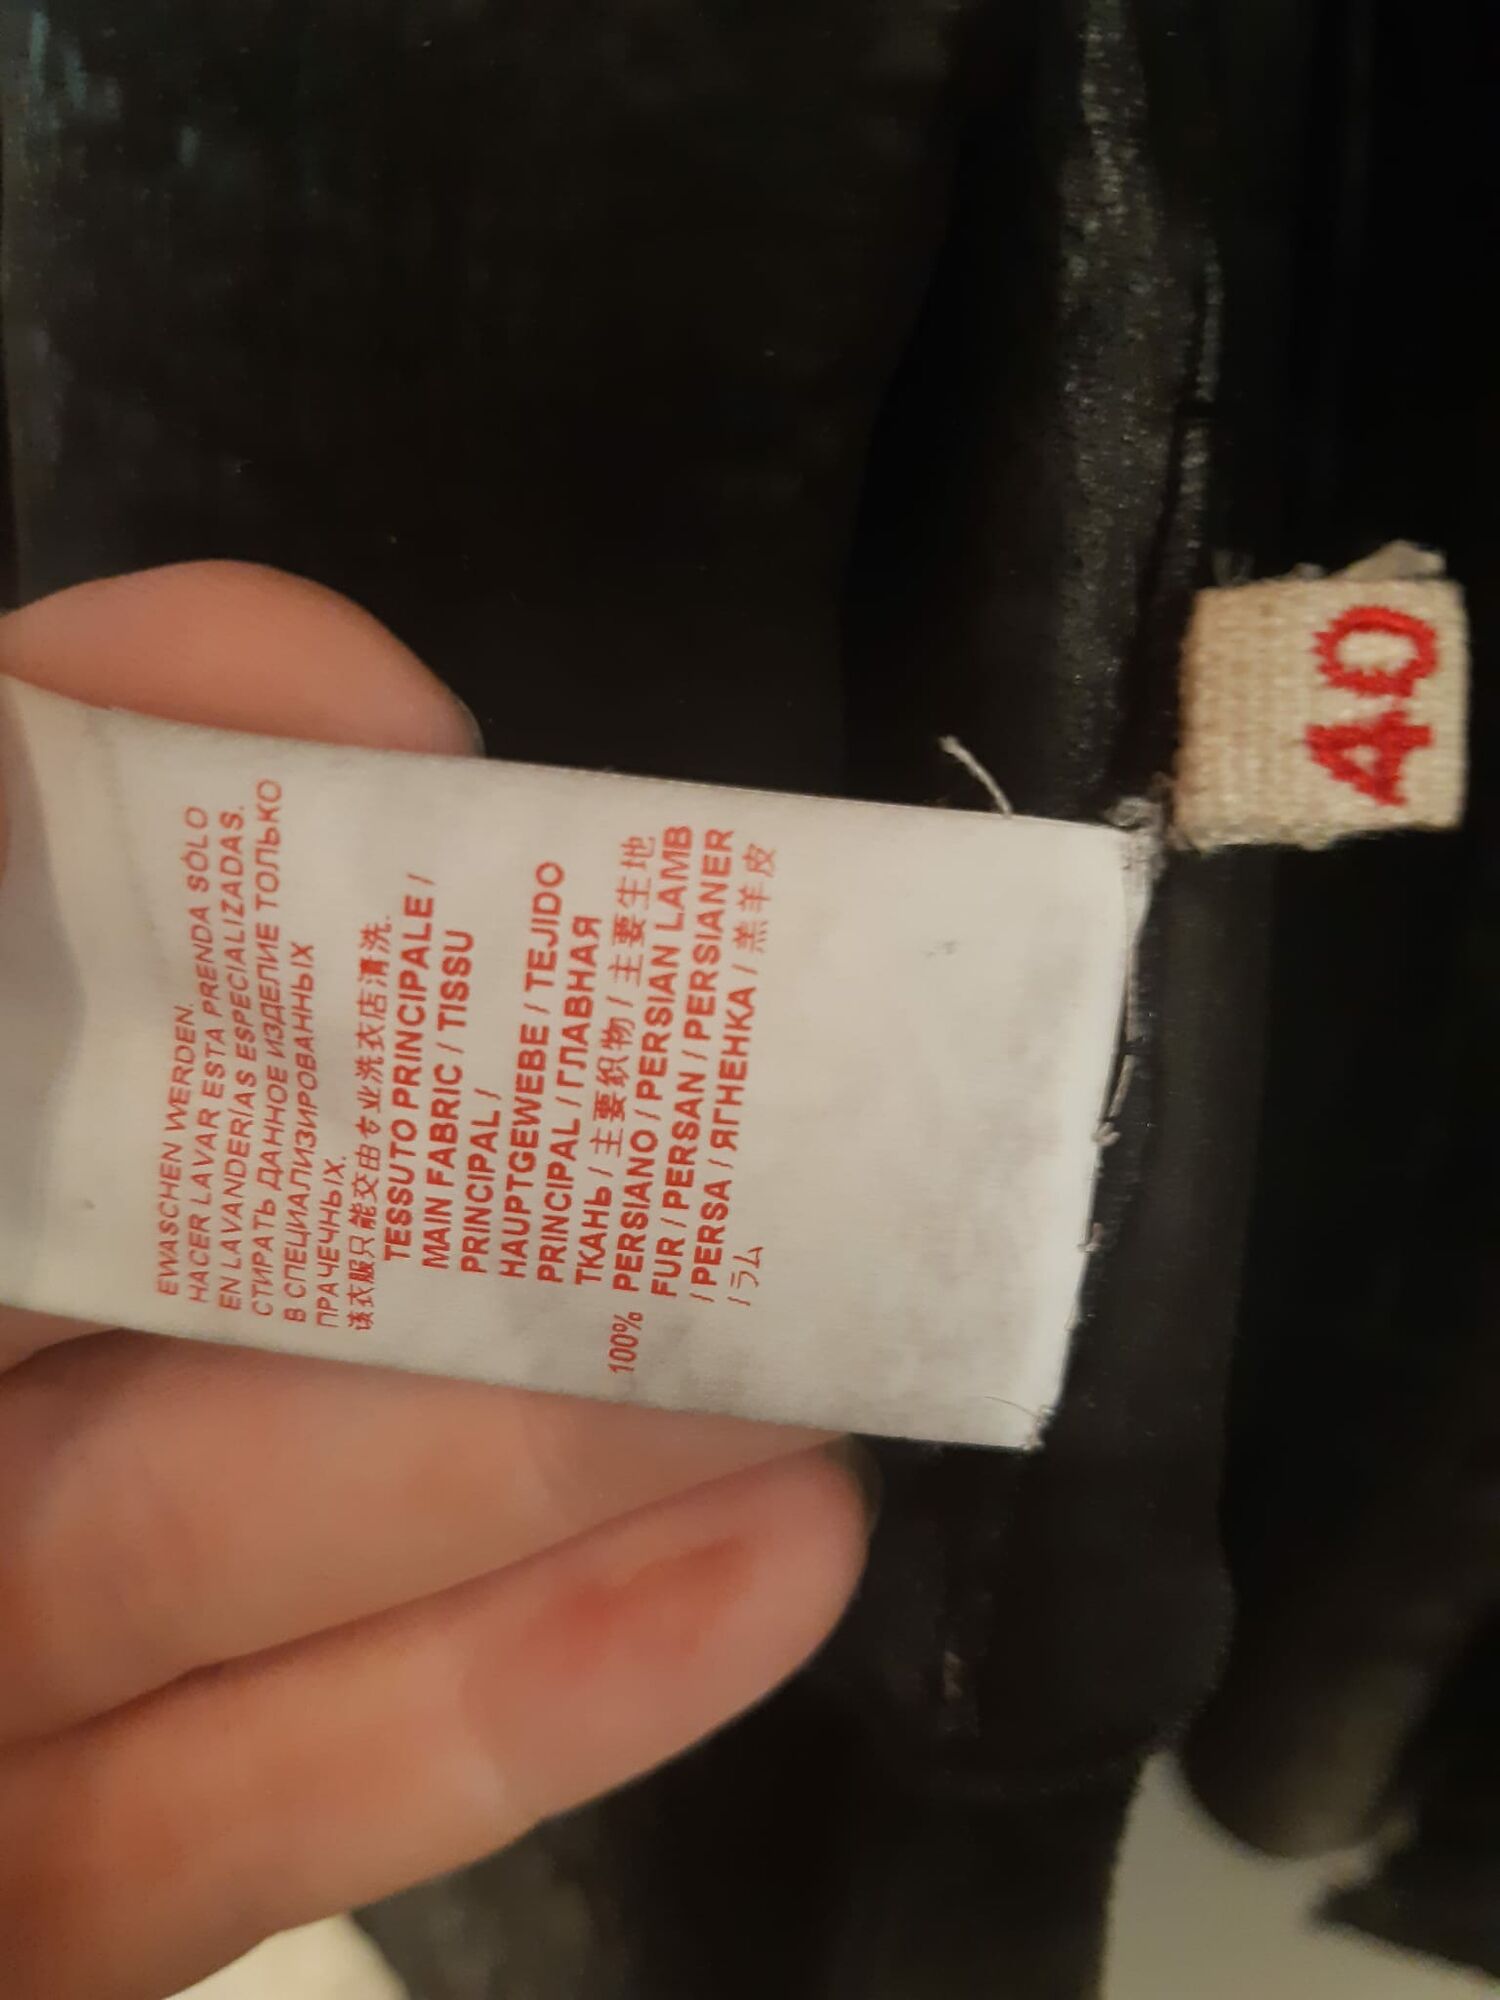 EWASCHEN WERDEN.
HACER LAVAR ESTA PRENDA SÓLO
EN LAVANDERÍAS ESPECIALIZADAS.
СТИРАТЬ ДАННОЕ ИЗДЕЛИЕ ТОЛЬКО
В СПЕЦИАЛИЗИРОВАННЫХ
ПРАЧЕЧНЫХ.
该衣服只能交由专业洗衣店清洗.
TESSUTO PRINCIPALE /
MAIN FABRIC / TISSU
PRINCIPAL /
HAUPTGEWEBE / TEJIDO
PRINCIPAL / ГЛАВНАЯ
ТКАНЬ / 主要织物 / 主要生地
100% PERSIANO / PERSIAN LAMB
FUR / PERSAN / PERSIANER
/ PERSA / ЯГНЕНКА / 羔羊皮
/ ラム
40